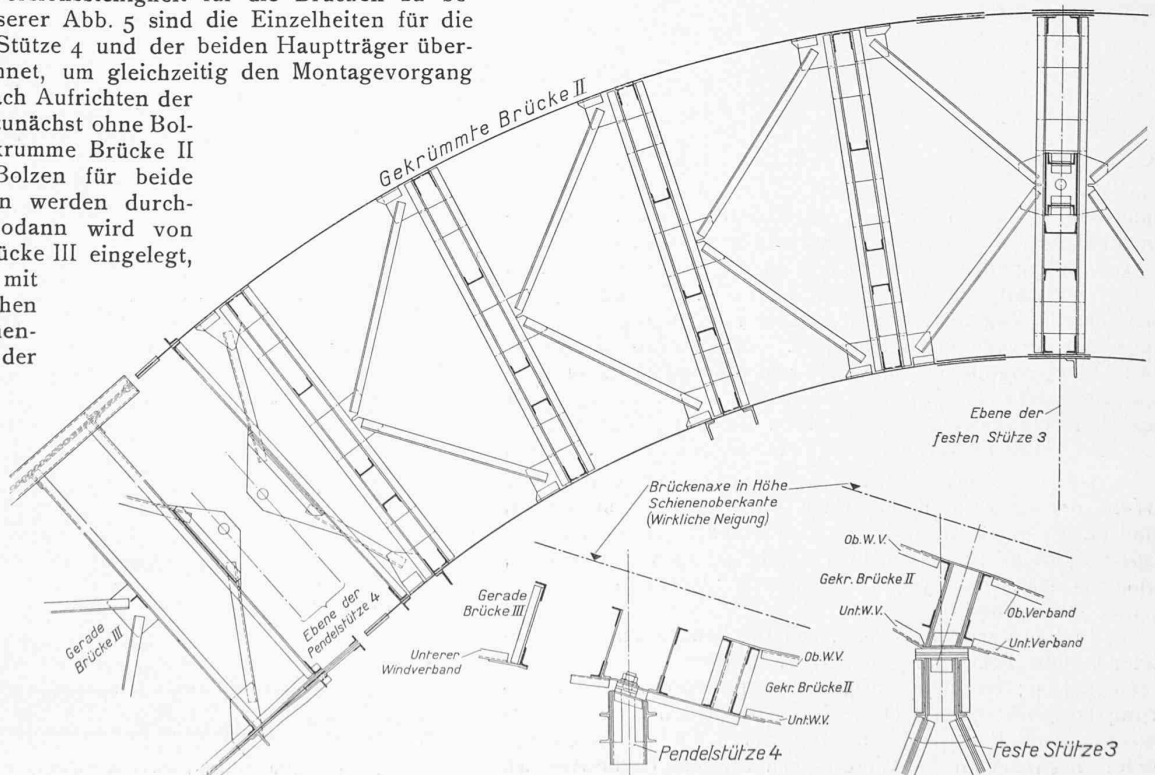 serer Abb. 5 sind die Einzelheiten für die
Stütze 4 und der beiden Hauptträger über-
nnet, um gleichzeitig den Montagevorgang
ach Aufrichten der
zunächst ohne Bol-
krumme Brücke II
Bolzen für beide
n werden durch-
odann wird von
ücke III eingelegt,
mit
hen
ien-
der
Gekrümmte Brücke II
Ebene der
festen Stütze 3
Brückenaxe in Höhe
Schienenoberkante
(Wirkliche Neigung)
Gerade
Brücke III
Ebene der
Pendelstütze 4
Gerade
Brücke III
Unterer
Windverband
Ob.W.V.
Gekr. Brücke II
Unt.W.V.
Pendelstütze 4
Ob.W.V.
Gekr. Brücke II
Unt.W.V.
Ob.Verband
Unt.Verband
Feste Stütze 3